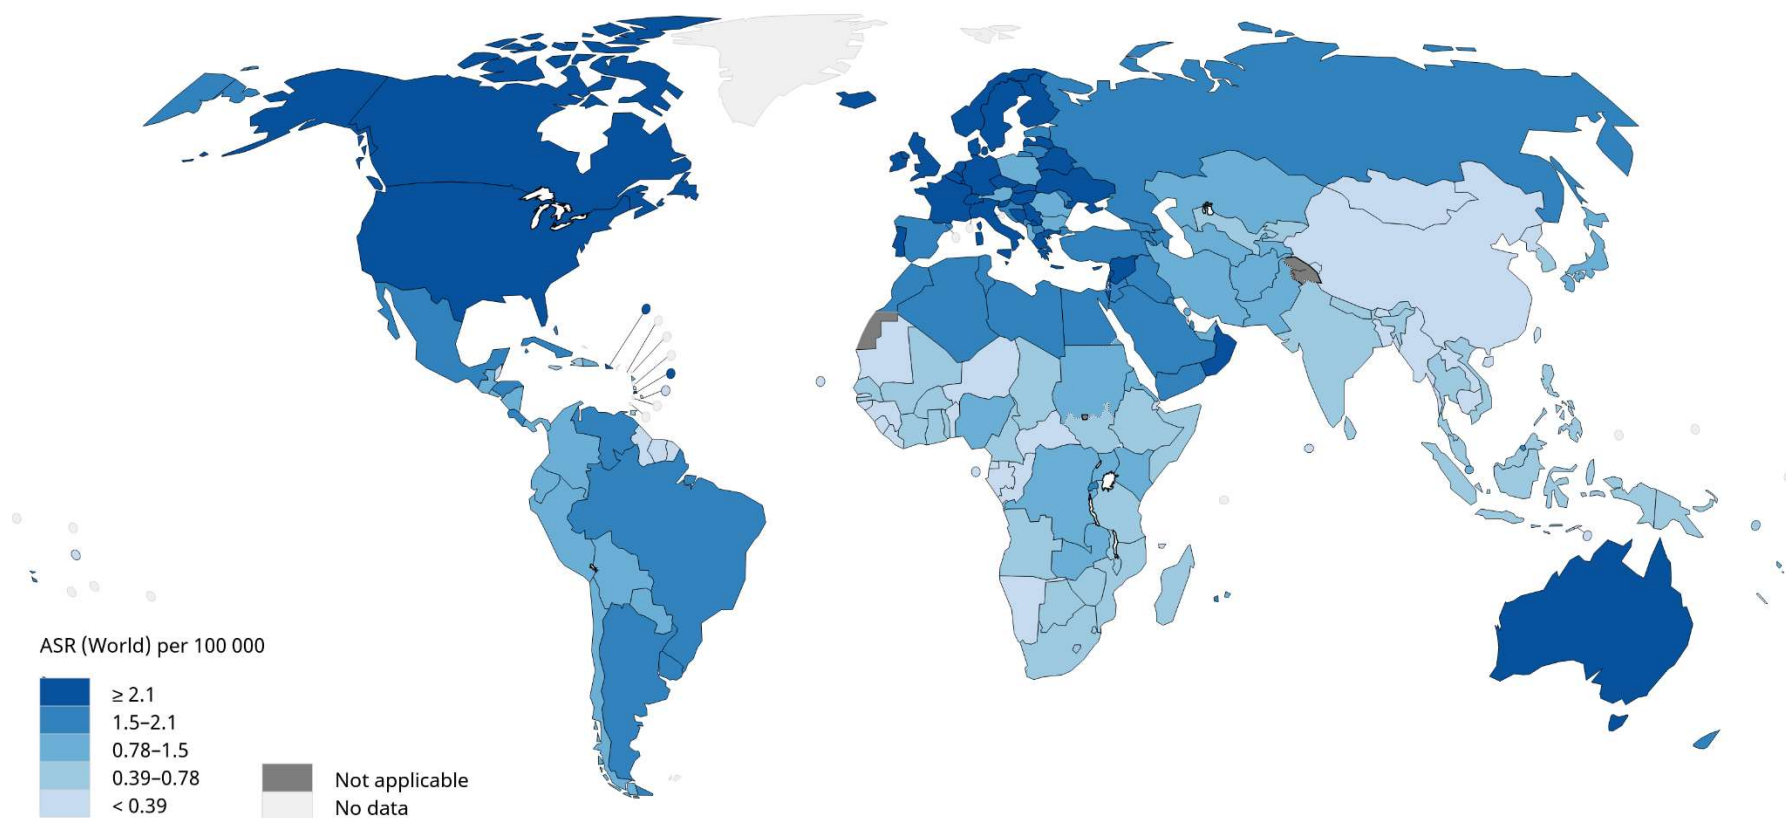 ASR (World) per 100 000
≥ 2.1
1.5–2.1
0.78–1.5
0.39–0.78
< 0.39
Not applicable
No data